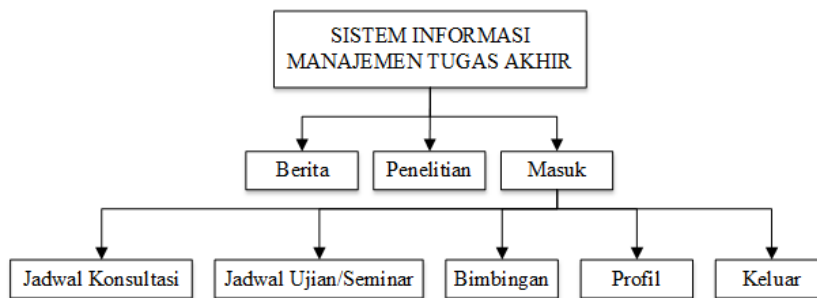 SISTEM INFORMASI
MANAJEMEN TUGAS AKHIR
Berita
Penelitian
Masuk
Jadwal Konsultasi
Jadwal Ujian/Seminar
Bimbingan
Profil
Keluar